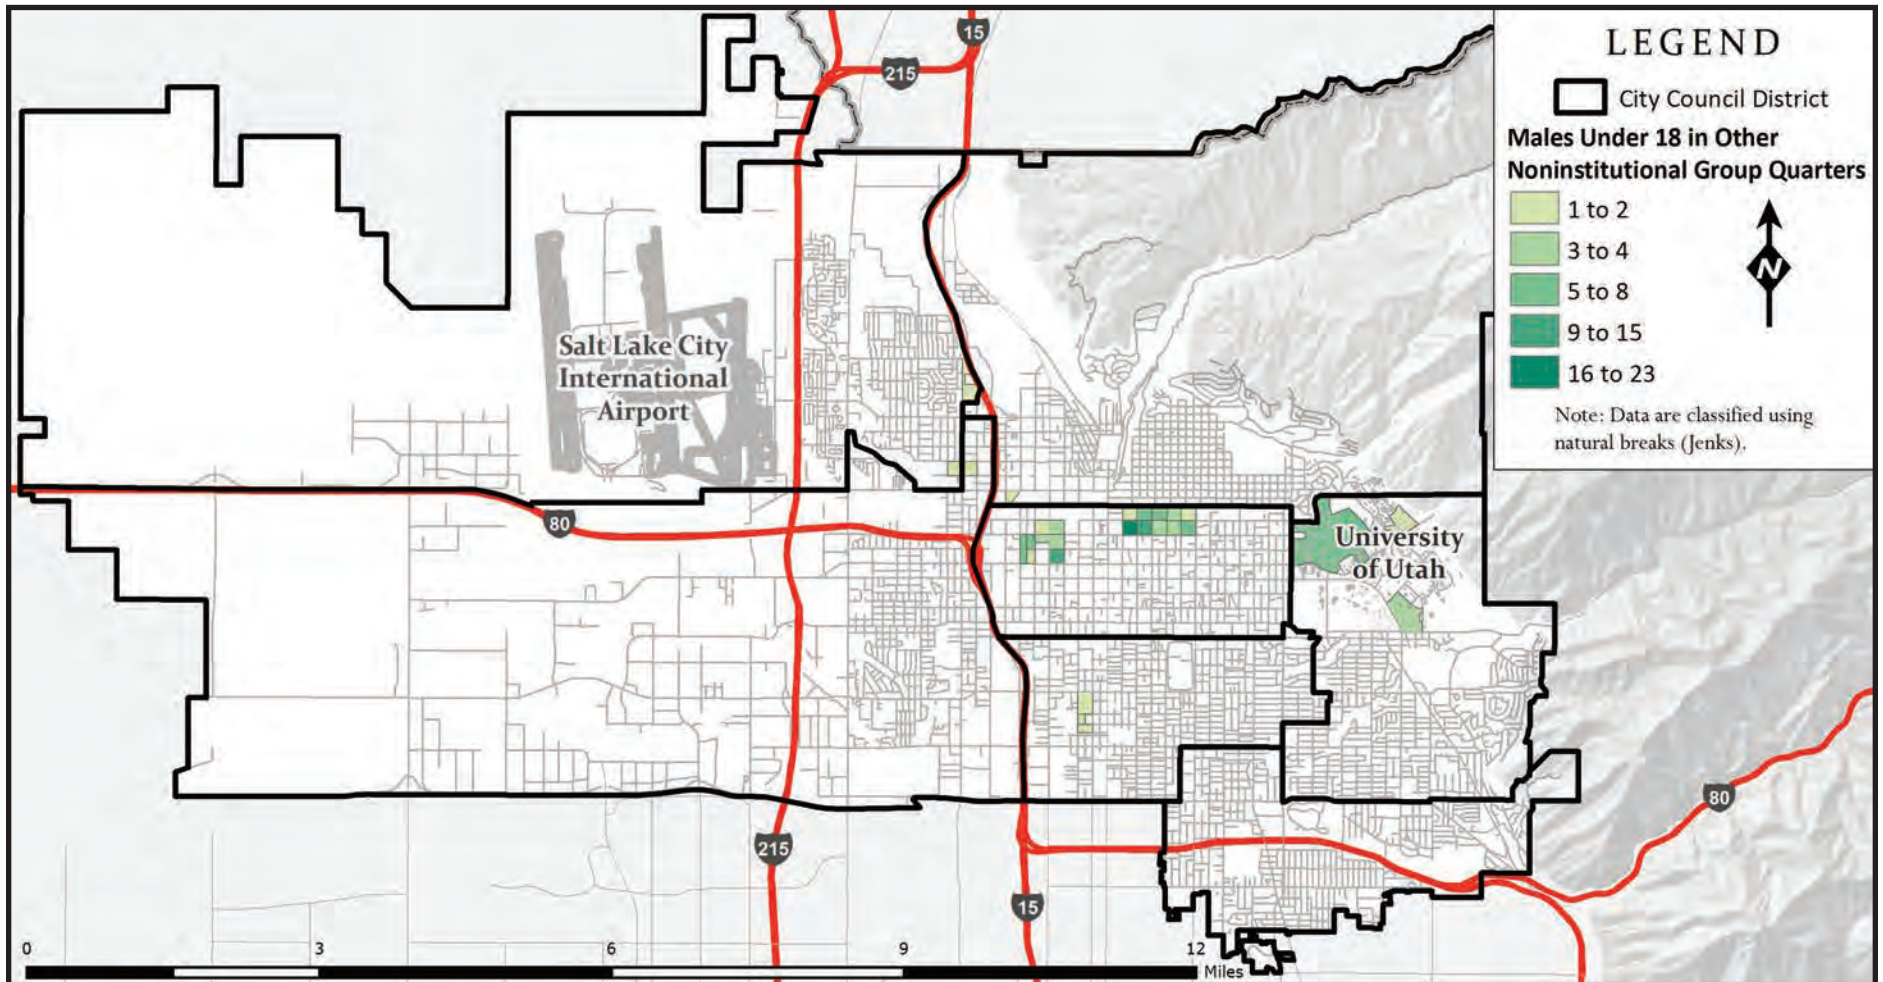 15
215
LEGEND
City Council District
Males Under 18 in Other
Noninstitutional Group Quarters
1 to 2
3 to 4
5 to 8
9 to 15
16 to 23
N
Note: Data are classified using
natural breaks (Jenks).
Salt Lake City
International
Airport
80
University
of Utah
80
215
15
0 3 6 9 12
Miles